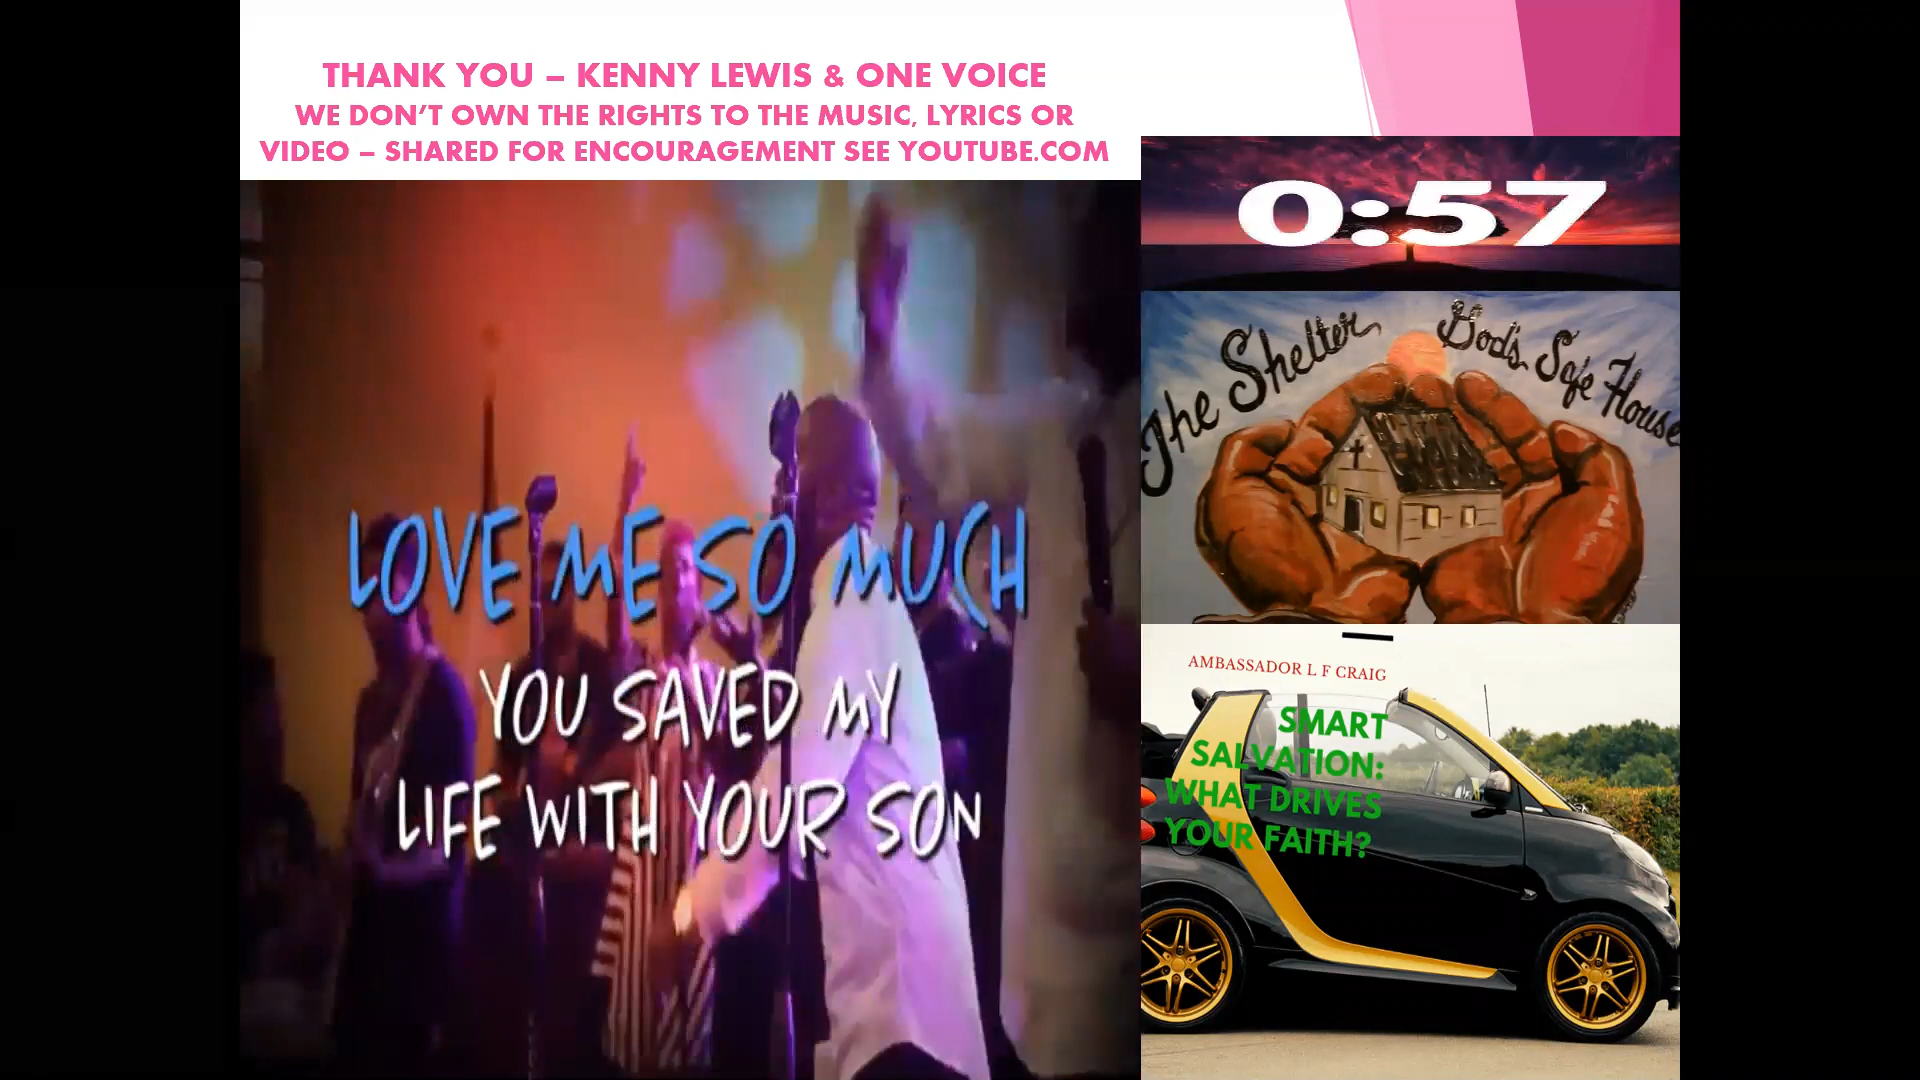 THANK YOU – KENNY LEWIS & ONE VOICE
WE DON'T OWN THE RIGHTS TO THE MUSIC, LYRICS OR
VIDEO – SHARED FOR ENCOURAGEMENT SEE YOUTUBE.COM
LOVE ME SO MUCH
YOU SAVED MY
LIFE WITH YOUR SON
0:57
The Shelter God's Safe House
AMBASSADOR L F CRAIG
SMART
SALVATION:
WHAT DRIVES
YOUR FAITH?